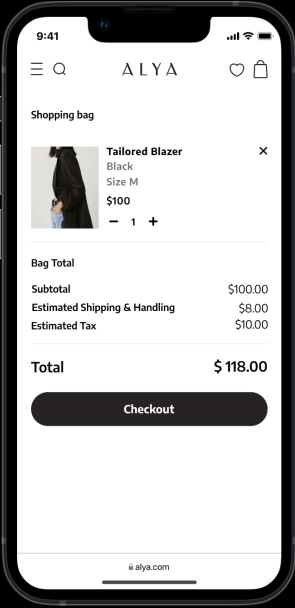 9:41
ALYA
Shopping bag
Tailored Blazer
Black
Size M
$100
1
Bag Total
Subtotal $100.00
Estimated Shipping & Handling $8.00
Estimated Tax $10.00
Total $ 118.00
Checkout
alya.com